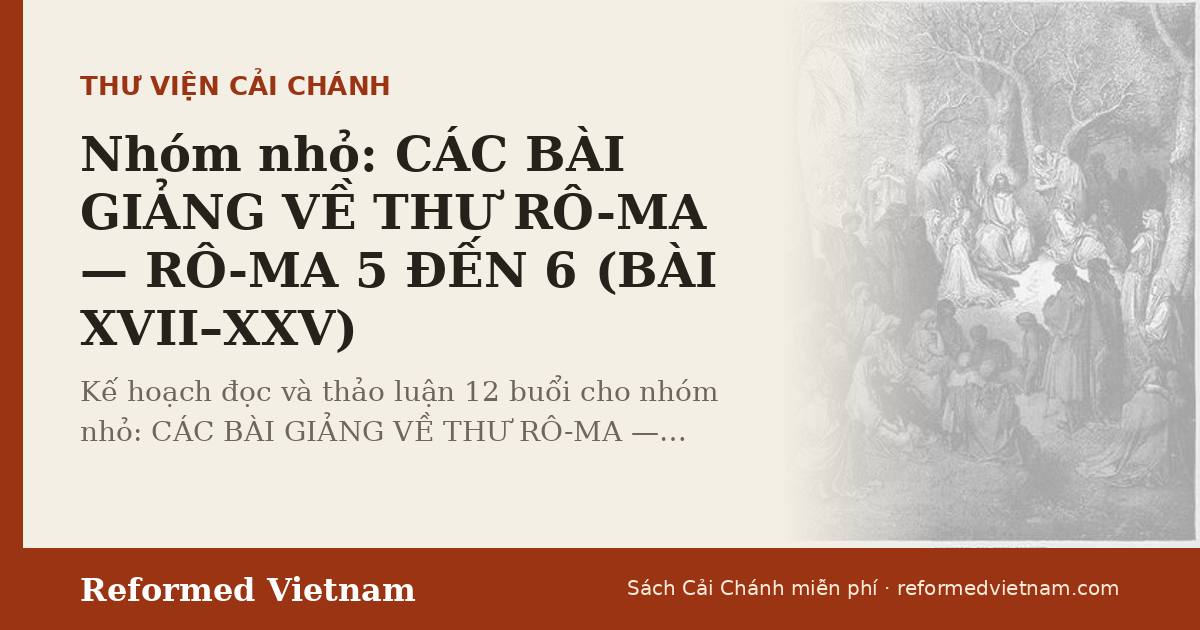 THƯ VIỆN CẢI CHÁNH
Nhóm nhỏ: CÁC BÀI
GIẢNG VỀ THƯ RÔ-MA
— RÔ-MA 5 ĐẾN 6 (BÀI
XVII–XXV)
Kế hoạch đọc và thảo luận 12 buổi cho nhóm
nhỏ: CÁC BÀI GIẢNG VỀ THƯ RÔ-MA —...
Reformed Vietnam
Sách Cải Chánh miễn phí · reformedvietnam.com